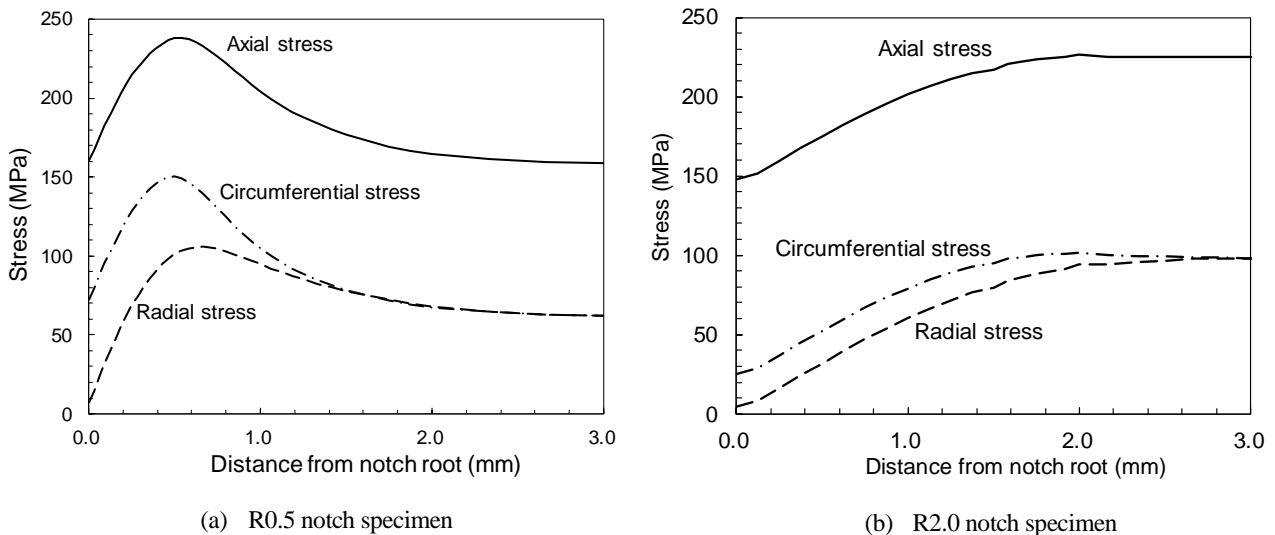 250
200
150
100
50
0
Stress (MPa)
Axial stress
Circumferential stress
Radial stress
0.0 1.0 2.0 3.0
Distance from notch root (mm)
(a) R0.5 notch specimen
250
200
150
100
50
0
Stress (MPa)
Axial stress
Circumferential stress
Radial stress
0.0 1.0 2.0 3.0
Distance from notch root (mm)
(b) R2.0 notch specimen